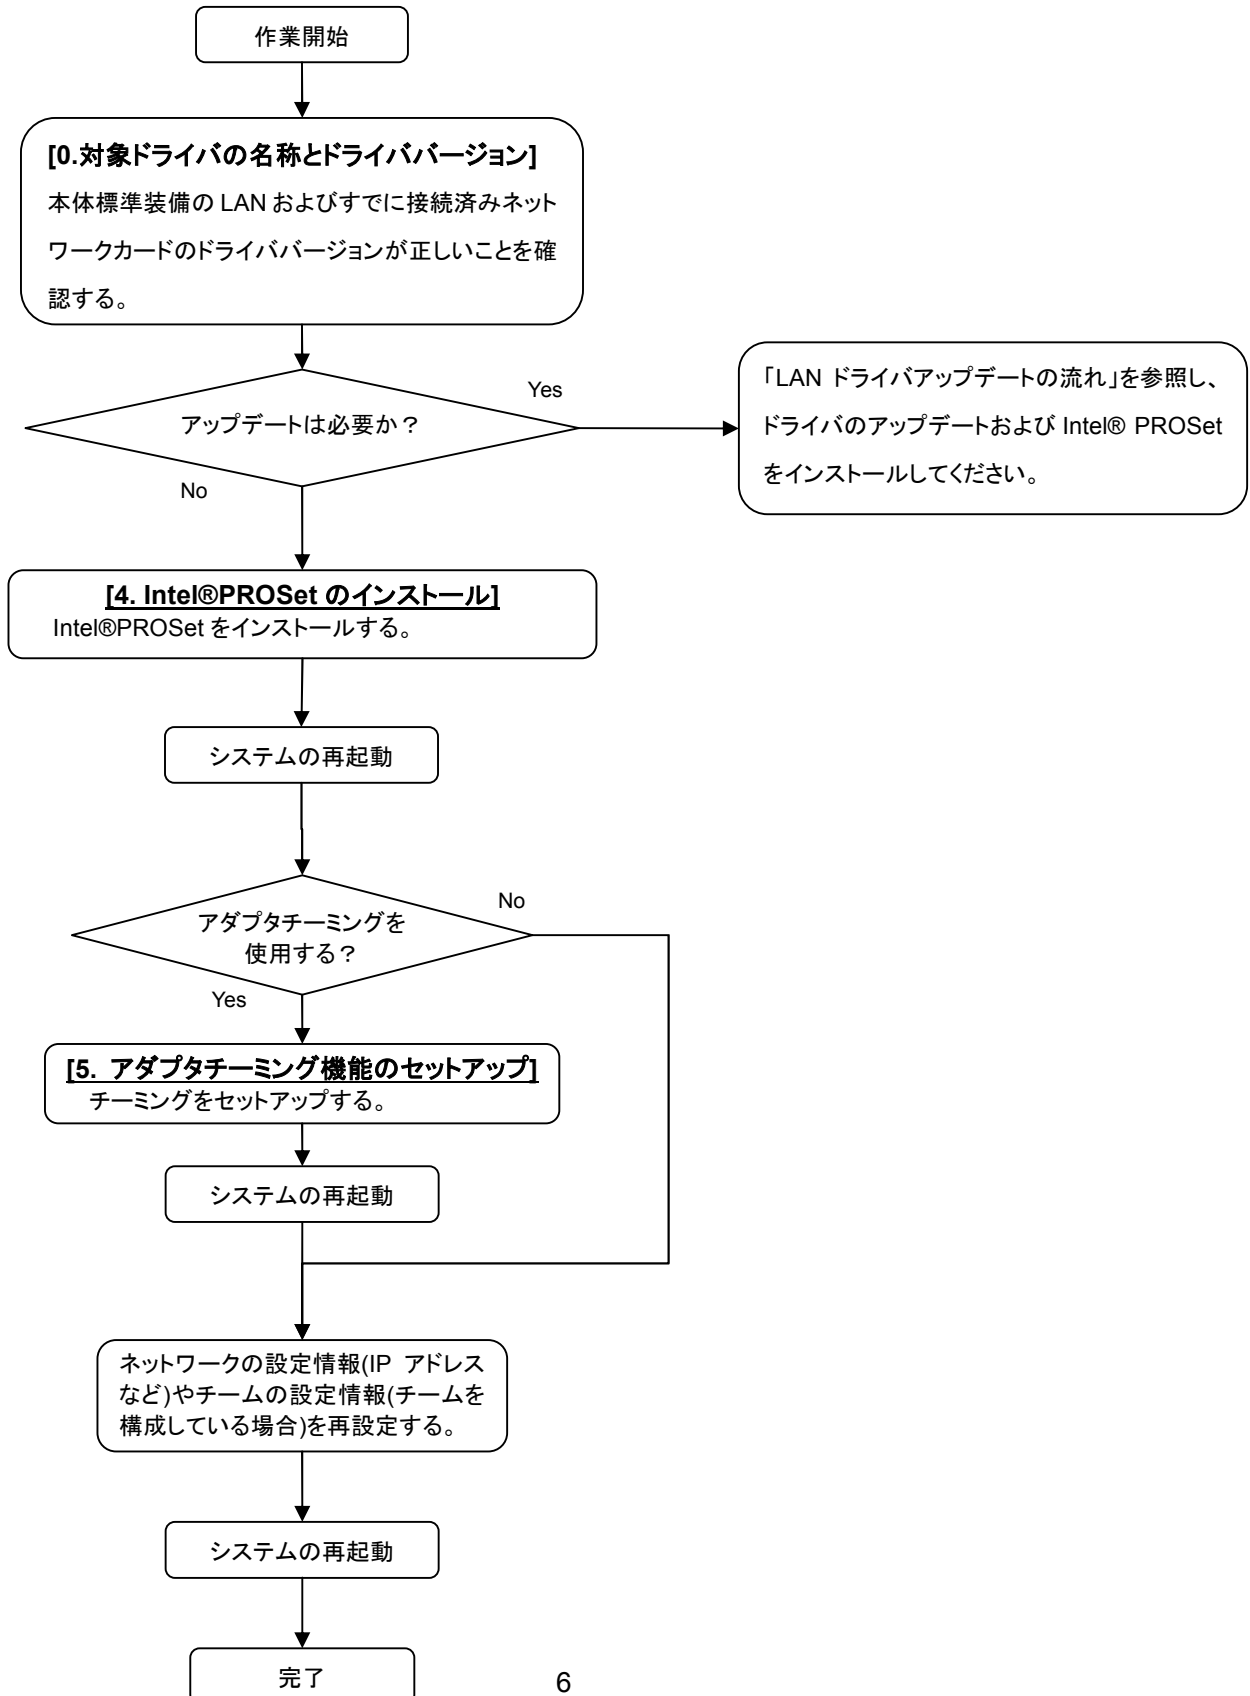 作業開始
[0.対象ドライバの名称とドライババージョン]
本体標準装備の LAN およびすでに接続済みネット
ワークカードのドライババージョンが正しいことを確
認する。
アップデートは必要か？
Yes
「LAN ドライバアップデートの流れ」を参照し、
ドライバのアップデートおよび Intel® PROSet
をインストールしてください。
No
[4. Intel®PROSet のインストール]
Intel®PROSet をインストールする。
システムの再起動
アダプタチーミングを
使用する？
No
Yes
[5. アダプタチーミング機能のセットアップ]
チーミングをセットアップする。
システムの再起動
ネットワークの設定情報(IP アドレス
など)やチームの設定情報(チームを
構成している場合)を再設定する。
システムの再起動
完了
6